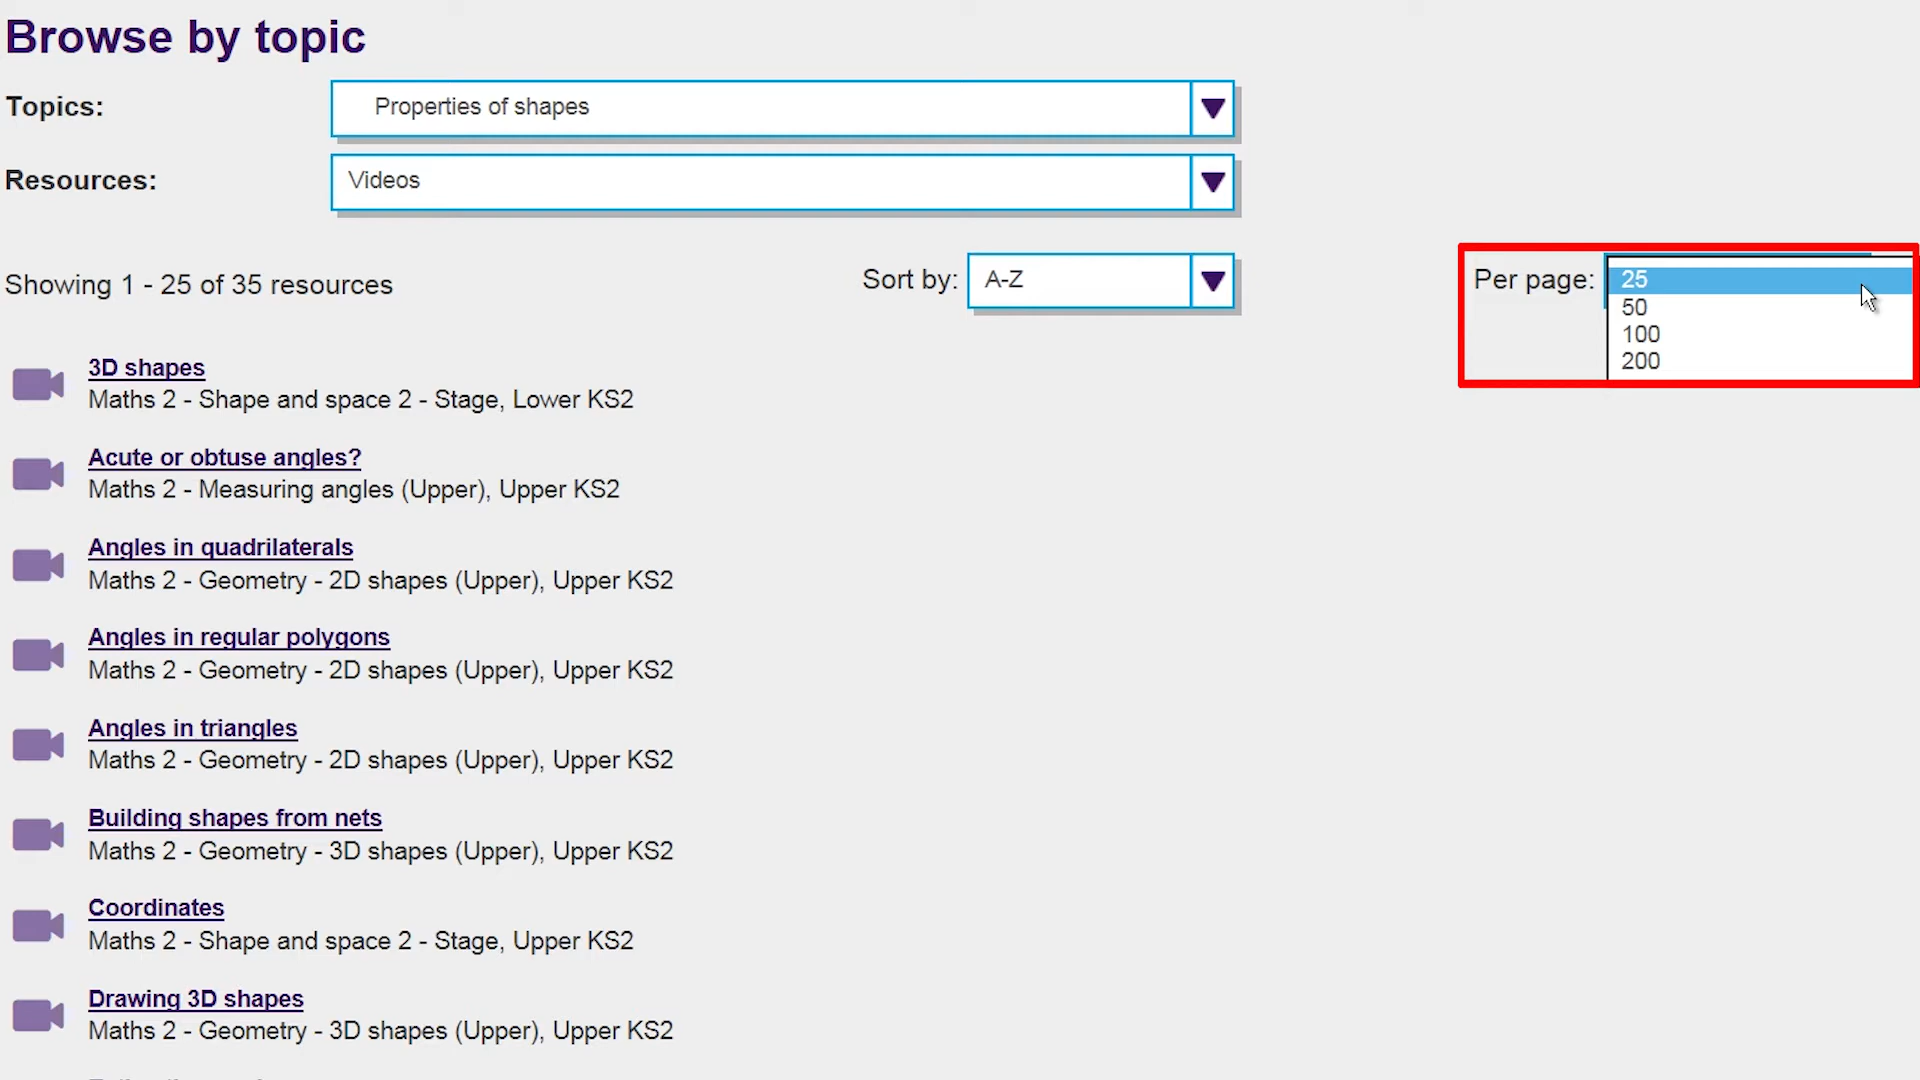 Browse by topic
Topics:
Properties of shapes
Resources:
Videos
Showing 1 - 25 of 35 resources
Sort by:
A-Z
Per page:
25
50
100
200
3D shapes
Maths 2 - Shape and space 2 - Stage, Lower KS2
Acute or obtuse angles?
Maths 2 - Measuring angles (Upper), Upper KS2
Angles in quadrilaterals
Maths 2 - Geometry - 2D shapes (Upper), Upper KS2
Angles in regular polygons
Maths 2 - Geometry - 2D shapes (Upper), Upper KS2
Angles in triangles
Maths 2 - Geometry - 2D shapes (Upper), Upper KS2
Building shapes from nets
Maths 2 - Geometry - 3D shapes (Upper), Upper KS2
Coordinates
Maths 2 - Shape and space 2 - Stage, Upper KS2
Drawing 3D shapes
Maths 2 - Geometry - 3D shapes (Upper), Upper KS2